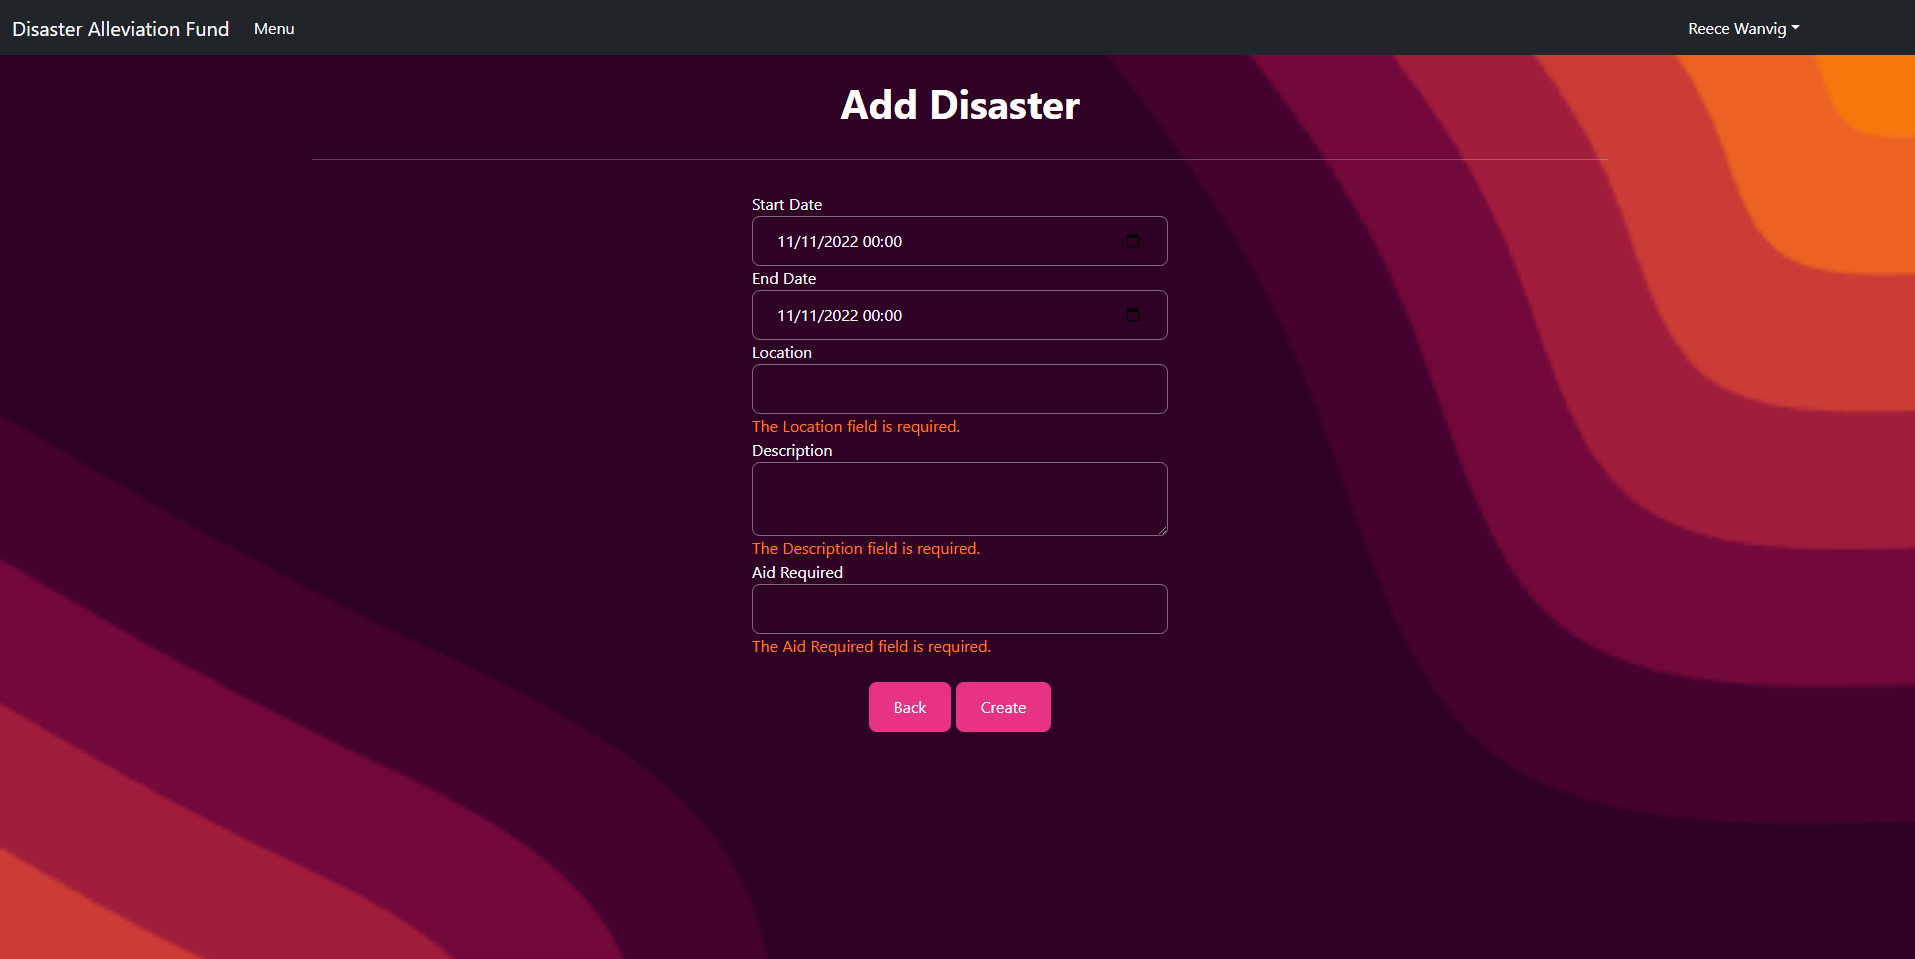 Disaster Alleviation Fund Menu Reece Wanvig
Add Disaster
Start Date
11/11/2022 00:00
End Date
11/11/2022 00:00
Location
The Location field is required.
Description
The Description field is required.
Aid Required
The Aid Required field is required.
Back Create